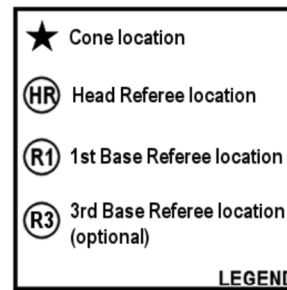 Cone location
HR Head Referee location
R1 1st Base Referee location
R3 3rd Base Referee location
(optional)
LEGEND